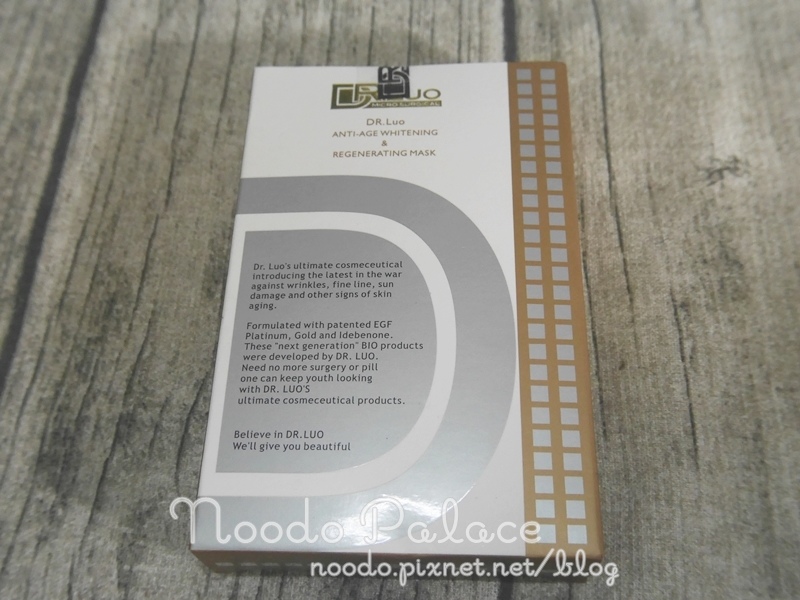 DR.LUO
MICRO SURGICAL
DR.Luo
ANTI-AGE WHITENING
&
REGENERATING MASK
Dr. Luo's ultimate cosmeceutical
introducing the latest in the war
against wrinkles, fine line, sun
damage and other signs of skin
aging.
Formulated with patented EGF
Platinum, Gold and Idebenone.
These "next generation" BIO products
were developed by DR. LUO.
Need no more surgery or pill
one can keep youth looking
with DR. LUO'S
ultimate cosmeceutical products.
Believe in DR.LUO
We'll give you beautiful
Noodo Palace
noodo.pixnet.net/blog